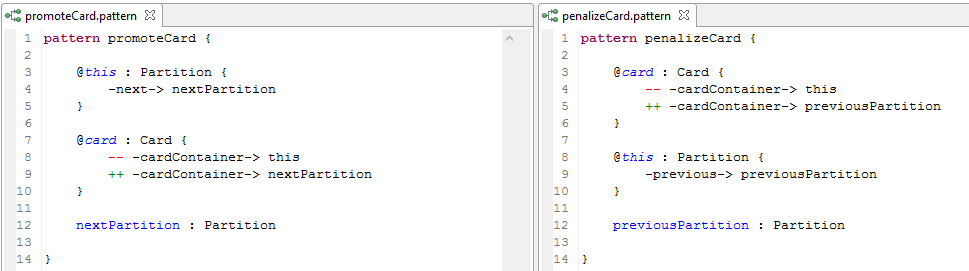 promoteCard.pattern
1 pattern promoteCard {
2
3 @this : Partition {
4 -next-> nextPartition
5 }
6
7 @card : Card {
8 -- -cardContainer-> this
9 ++ -cardContainer-> nextPartition
10 }
11
12 nextPartition : Partition
13
14 }
penalizeCard.pattern
1 pattern penalizeCard {
2
3 @card : Card {
4 -- -cardContainer-> this
5 ++ -cardContainer-> previousPartition
6 }
7
8 @this : Partition {
9 -previous-> previousPartition
10 }
11
12 previousPartition : Partition
13
14 }